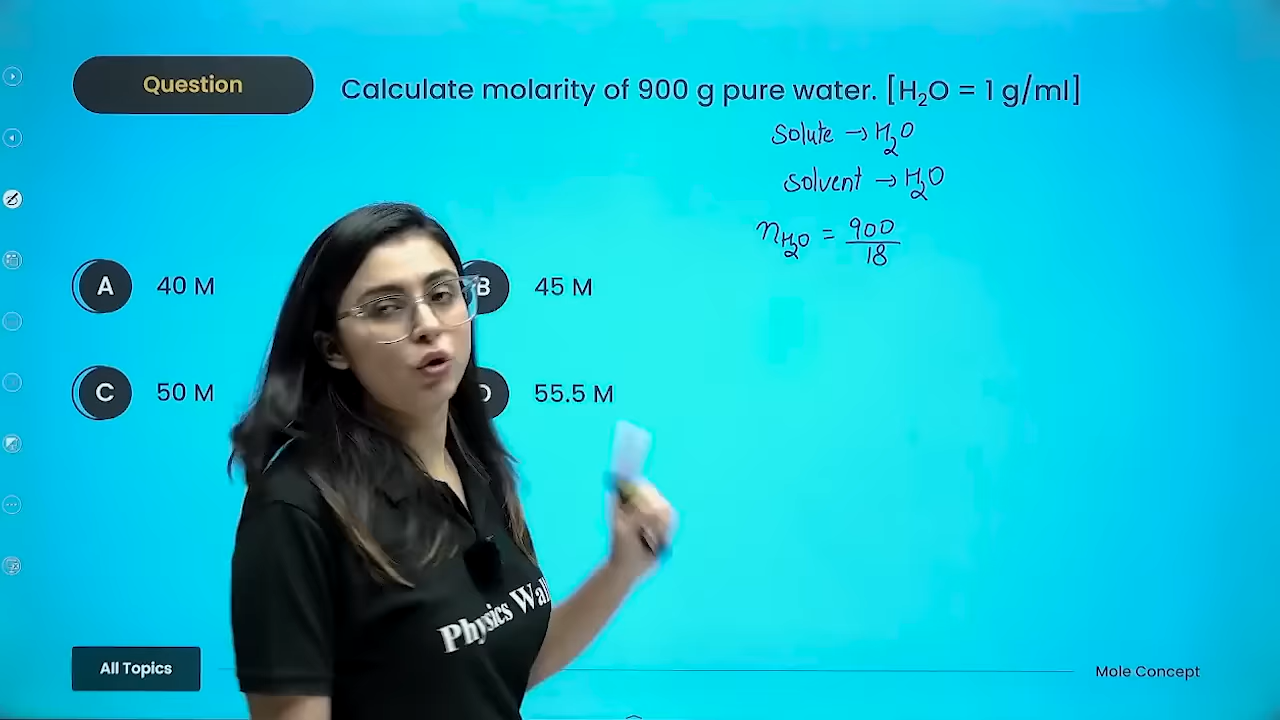 Question
Calculate molarity of 900 g pure water. [H₂O = 1 g/ml]
Solute → H₂O
Solvent → H₂O
nH₂O = 900/18
A 40 M
B 45 M
C 50 M
D 55.5 M
Physics Wall
All Topics
Mole Concept